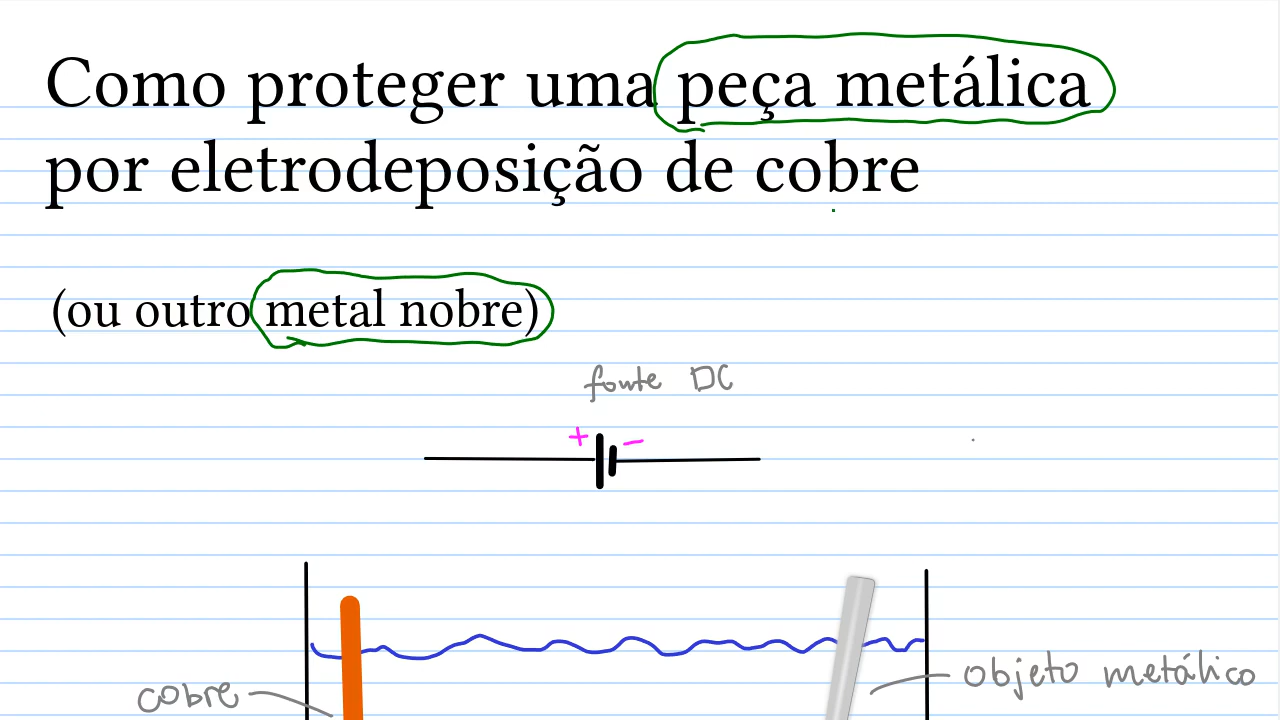 Como proteger uma peça metálica
por eletrodeposição de cobre
(ou outro metal nobre)
fonte DC
+ −
objeto metálico
cobre